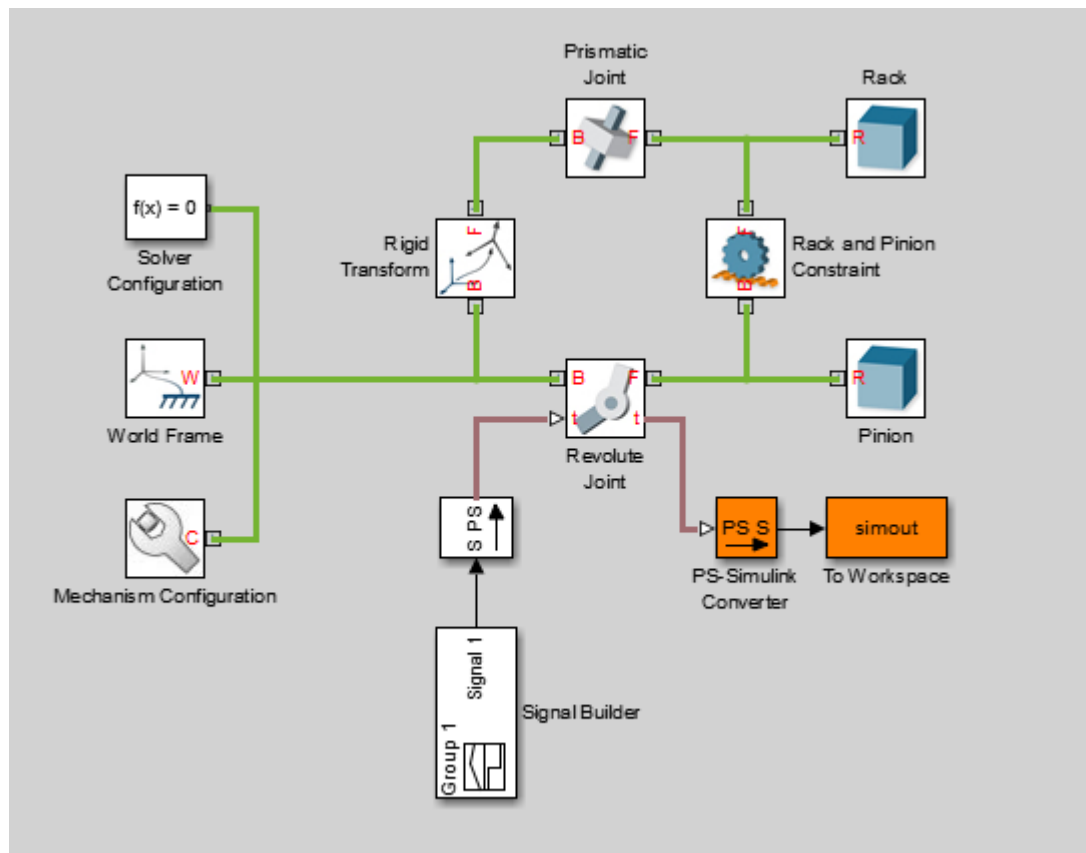 Prismatic
Joint
Rack
B
F
R
f(x) = 0
Solver
Configuration
F
B
Rigid
Transform
F
B
Rack and Pinion
Constraint
W
World Frame
B
F
t
t
Revolute
Joint
R
Pinion
C
Mechanism Configuration
S PS
PS S
PS-Simulink
Converter
simout
To Workspace
Signal 1
Group 1
Signal Builder